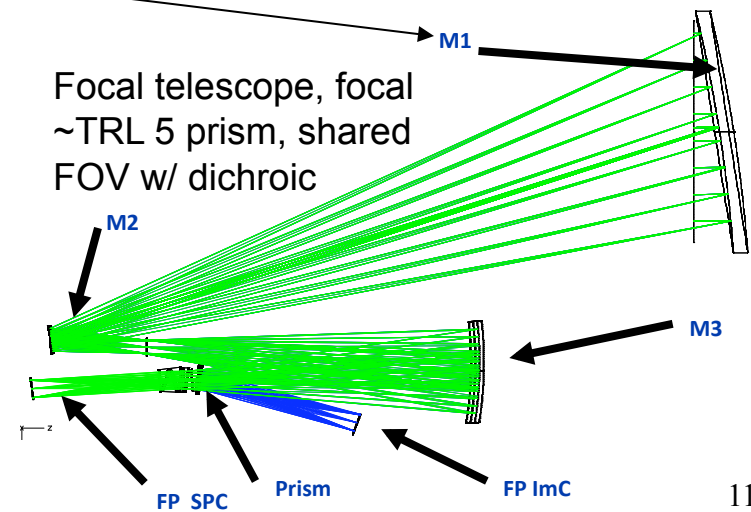 M1
Focal telescope, focal
~TRL 5 prism, shared
FOV w/ dichroic
M2
M3
x
z
FP SPC
Prism
FP ImC
11